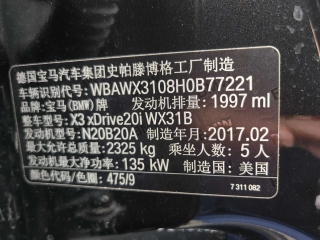 德国宝马汽车集团史帕滕博格工厂制造
车辆识别代号: WBAWX3108H0B77221
品牌: 宝马(BMW)牌 发动机排量: 1997 ml
整车型号: X3 xDrive20i WX31B
发动机型号: N20B20A 制造年月: 2017.02
最大允许总质量: 2325 kg 乘坐人数: 5 人
发动机功率: 135 kW 制造国: 美国
颜色代码/色圈: 475/9
7 311 082